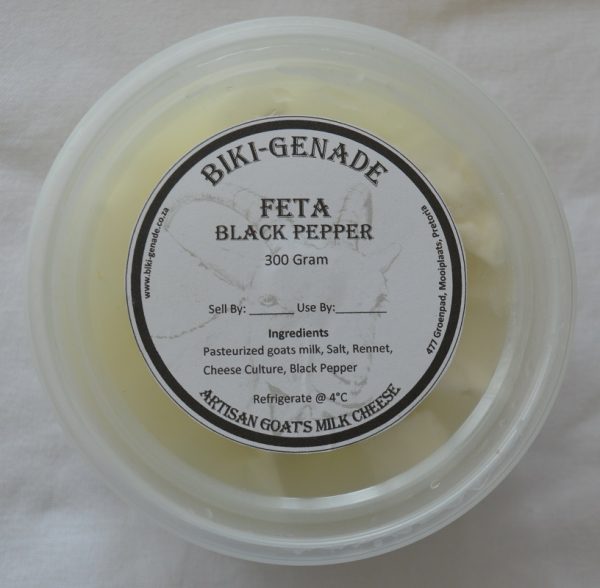 BIKI-GENADE
FETA
BLACK PEPPER
300 Gram
Sell By: ________ Use By:_________
Ingredients
Pasteurized goats milk, Salt, Rennet,
Cheese Culture, Black Pepper
Refrigerate @ 4°C
ARTISAN GOAT'S MILK CHEESE
www.biki-genade.co.za
477 Groenpad, Mooiplaats, Pretoria